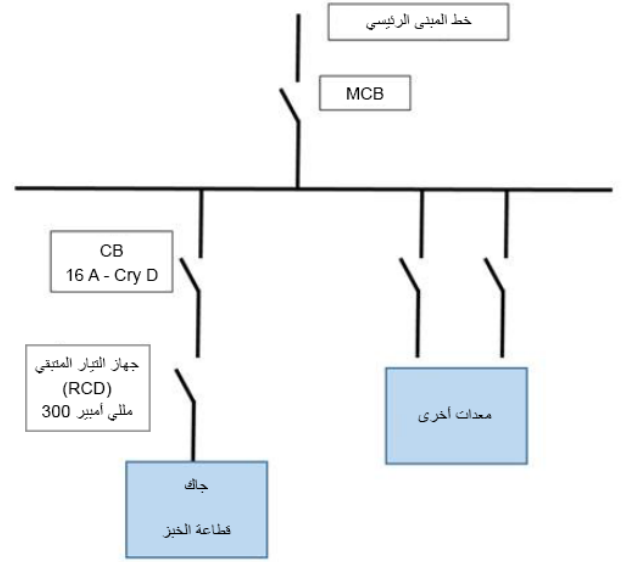 خط المبنى الرئيسي
MCB
CB
16 A - Cry D
جهاز التيار المتبقي
(RCD)
مللي أمبير 300
معدات أخرى
جاك
قطاعة الخبز